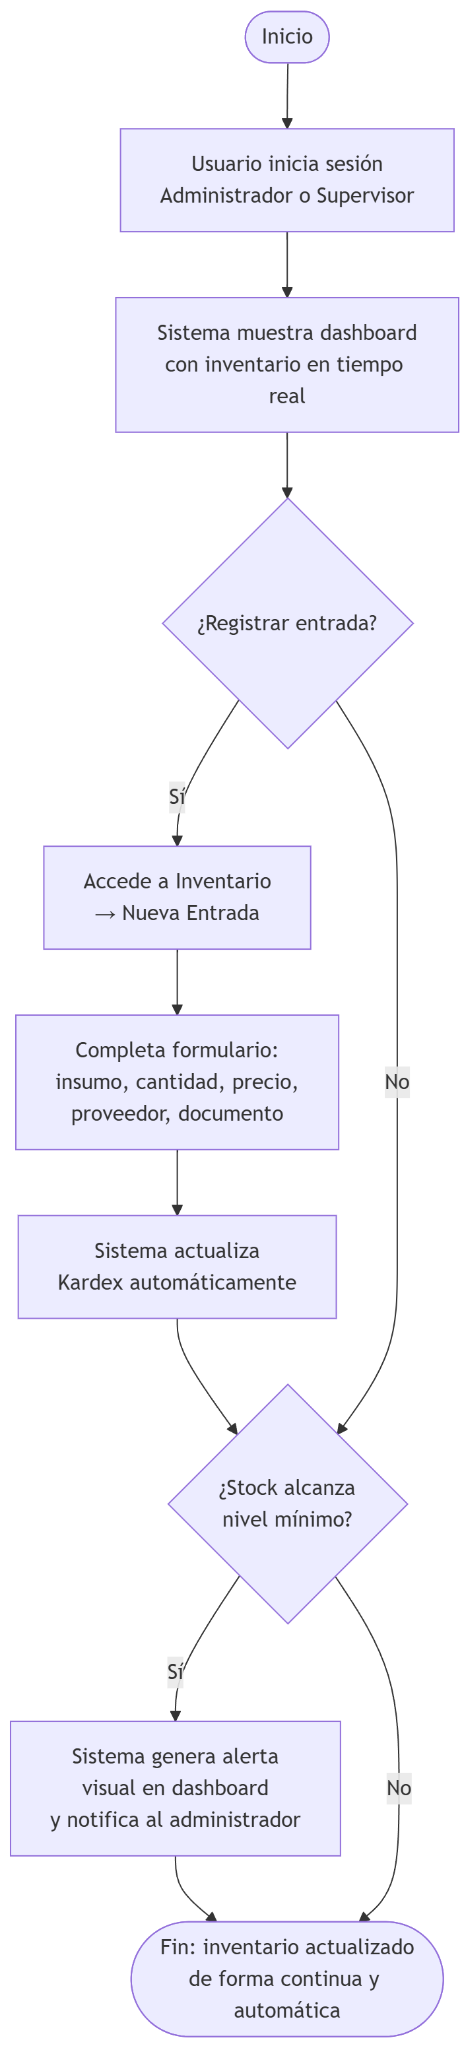 Inicio
Usuario inicia sesión
Administrador o Supervisor
Sistema muestra dashboard
con inventario en tiempo
real
¿Registrar entrada?
Sí
Accede a Inventario
→ Nueva Entrada
Completa formulario:
insumo, cantidad, precio,
proveedor, documento
No
Sistema actualiza
Kardex automáticamente
¿Stock alcanza
nivel mínimo?
Sí
Sistema genera alerta
visual en dashboard
y notifica al administrador
No
Fin: inventario actualizado
de forma continua y
automática